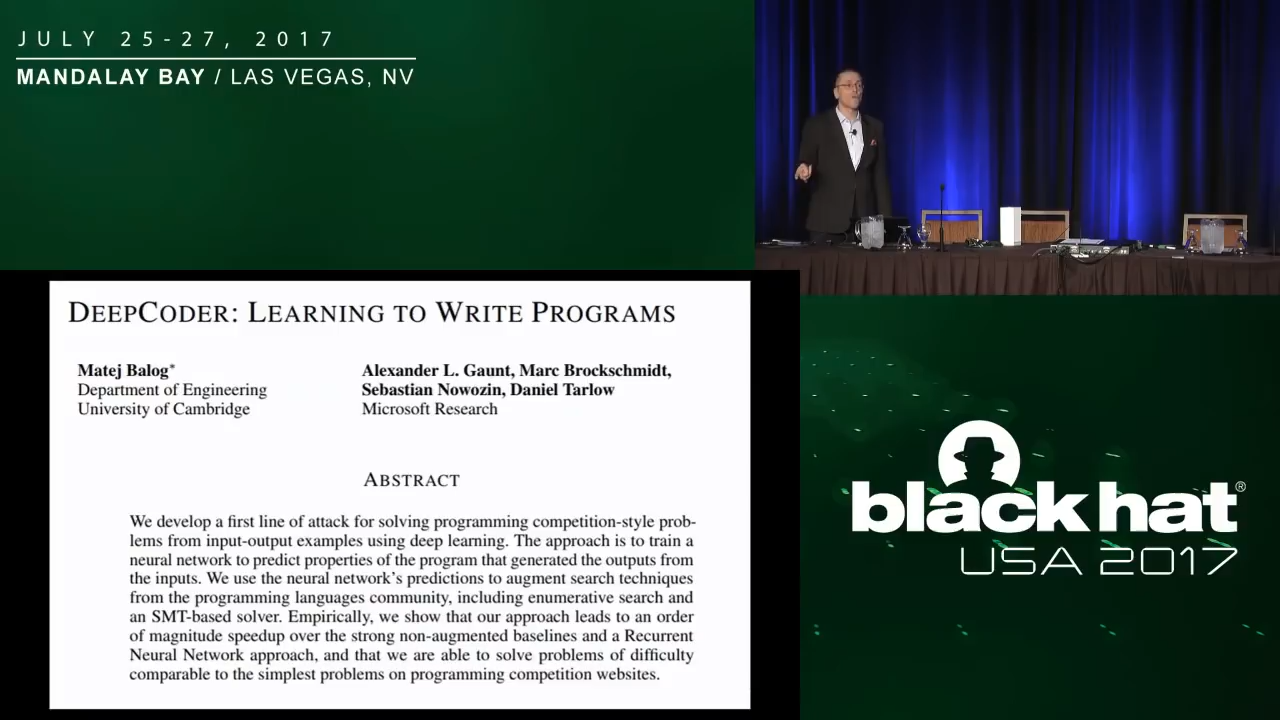 JULY 25-27, 2017
MANDALAY BAY / LAS VEGAS, NV
DEEPCODER: LEARNING TO WRITE PROGRAMS
Matej Balog*
Department of Engineering
University of Cambridge
Alexander L. Gaunt, Marc Brockschmidt,
Sebastian Nowozin, Daniel Tarlow
Microsoft Research
ABSTRACT
We develop a first line of attack for solving programming competition-style prob-
lems from input-output examples using deep learning. The approach is to train a
neural network to predict properties of the program that generated the outputs from
the inputs. We use the neural network's predictions to augment search techniques
from the programming languages community, including enumerative search and
an SMT-based solver. Empirically, we show that our approach leads to an order
of magnitude speedup over the strong non-augmented baselines and a Recurrent
Neural Network approach, and that we are able to solve problems of difficulty
comparable to the simplest problems on programming competition websites.
black hat®
USA 2017